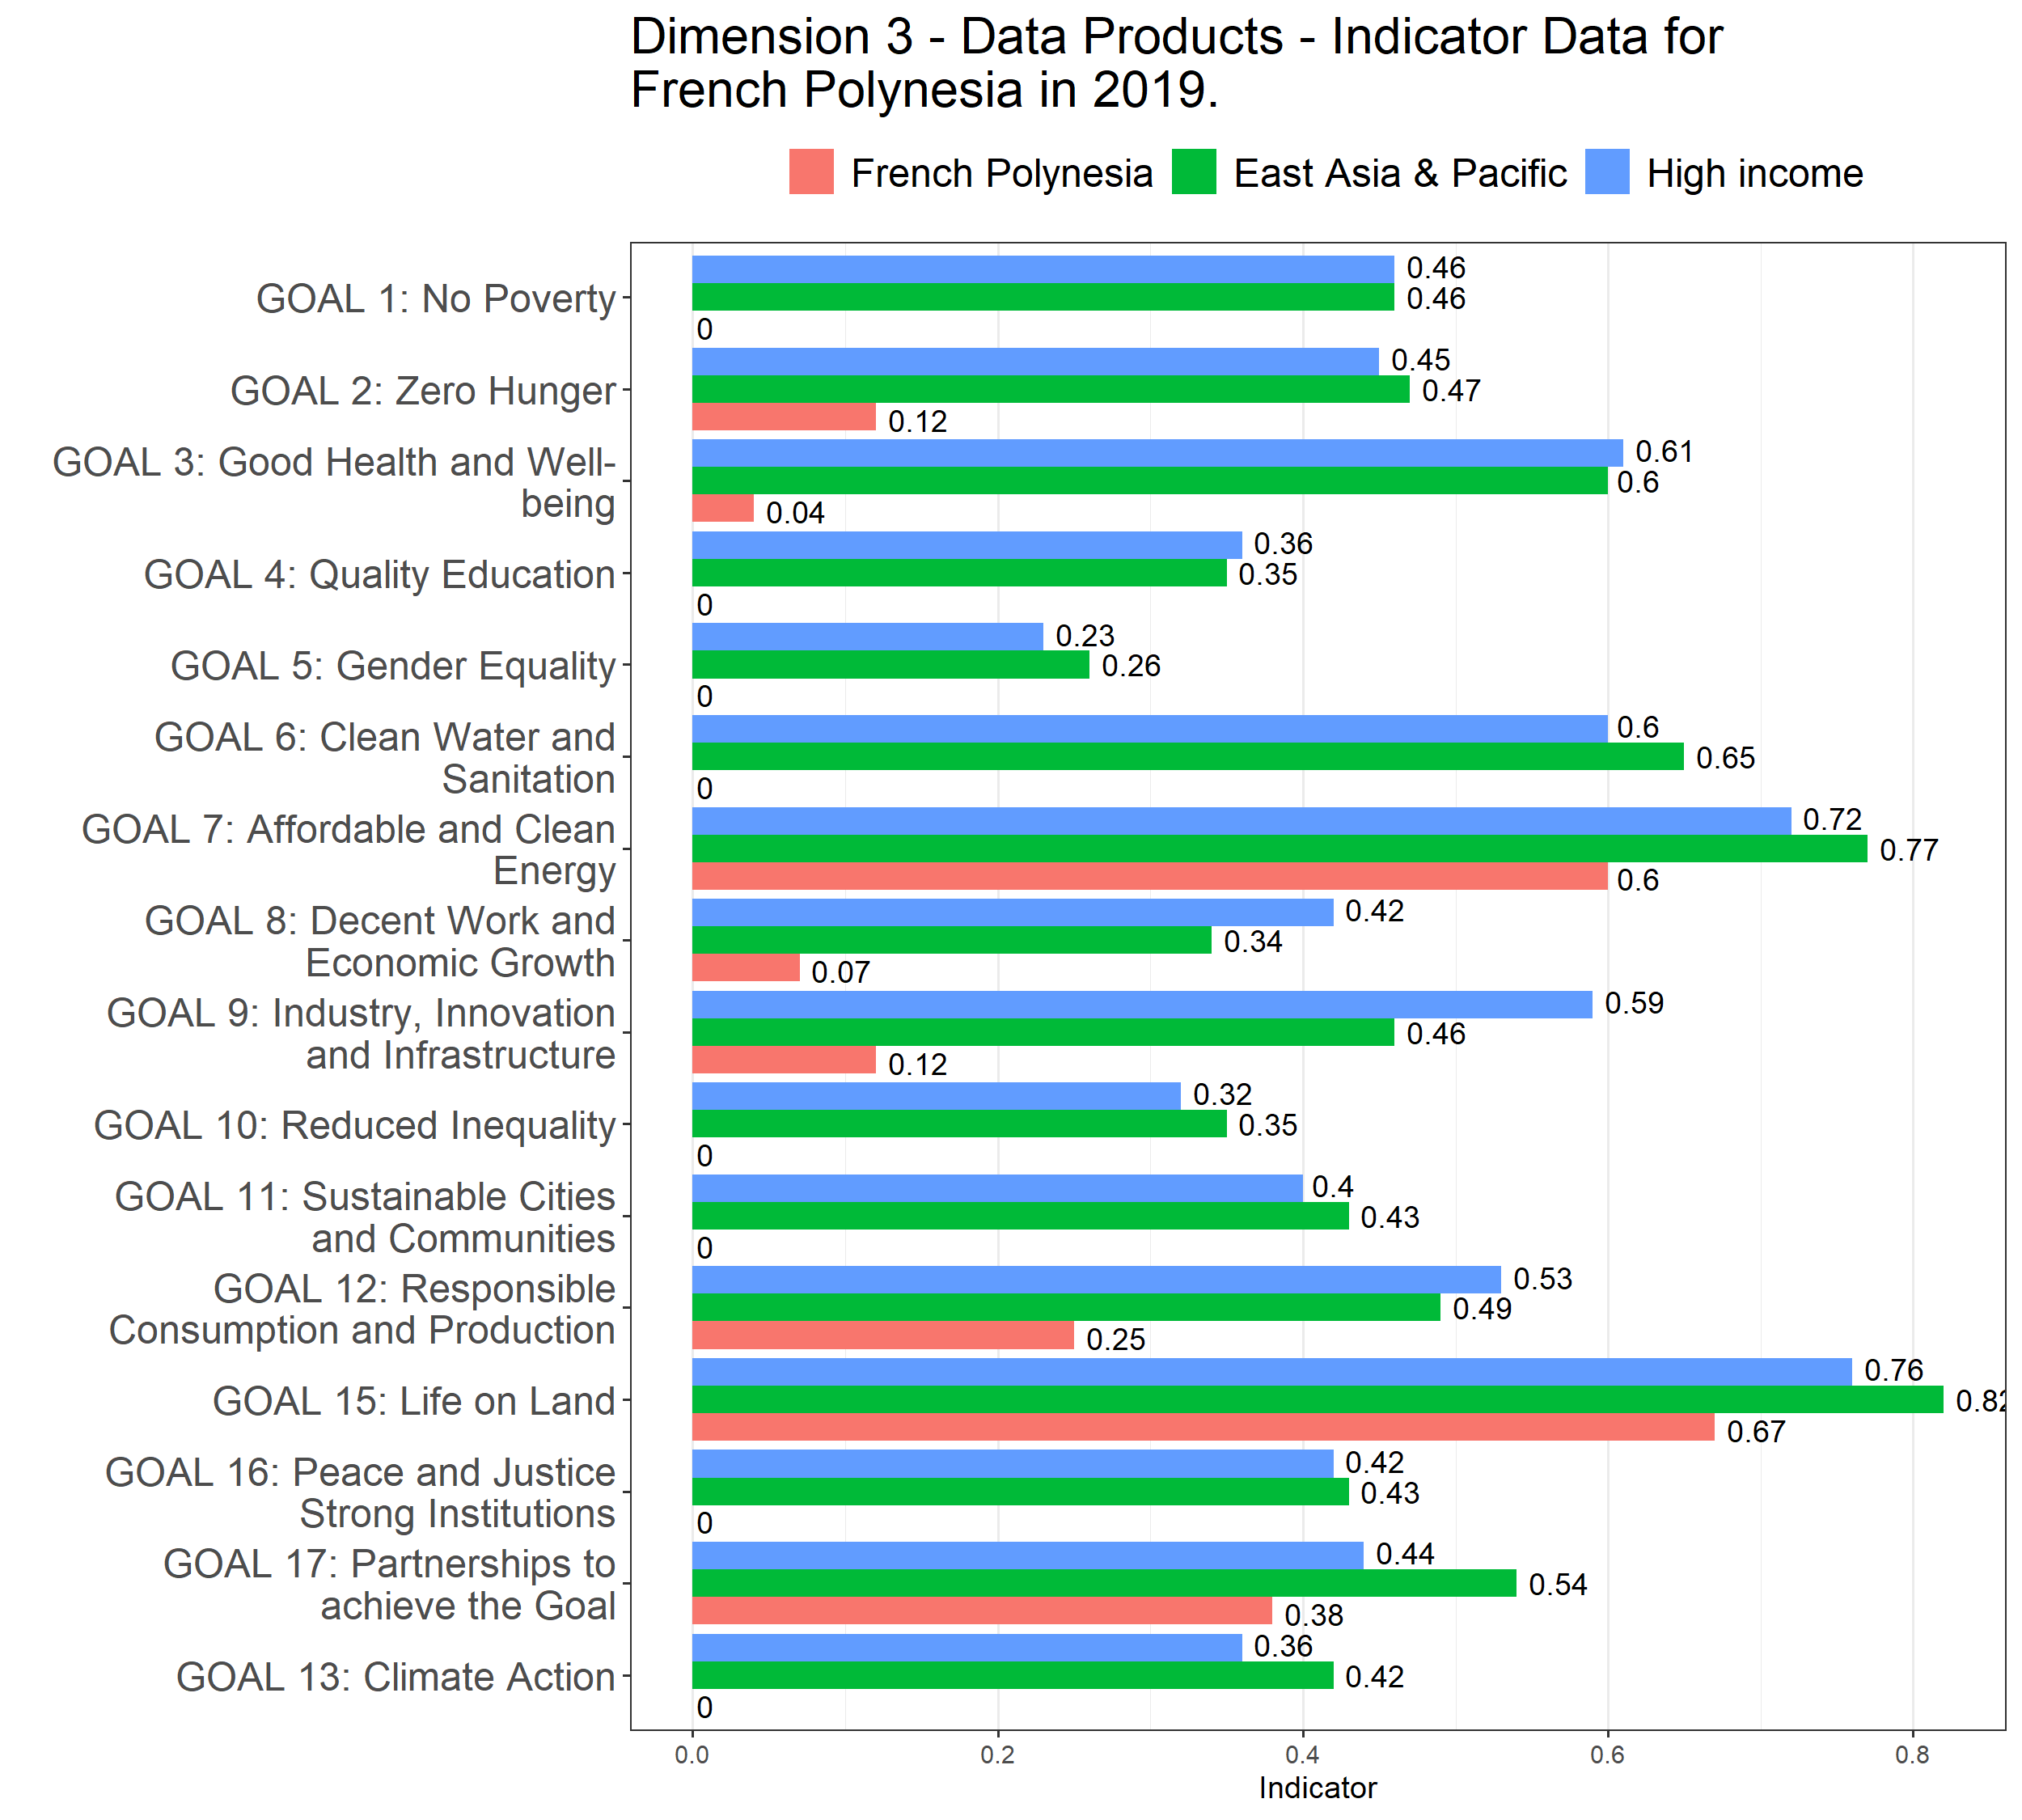 Dimension 3 - Data Products - Indicator Data for
French Polynesia in 2019.
French Polynesia East Asia & Pacific High income
GOAL 1: No Poverty
0.46
0.46
0
GOAL 2: Zero Hunger
0.45
0.47
0.12
GOAL 3: Good Health and Well-
being
0.61
0.6
0.04
GOAL 4: Quality Education
0.36
0.35
0
GOAL 5: Gender Equality
0.23
0.26
0
GOAL 6: Clean Water and
Sanitation
0.6
0.65
0
GOAL 7: Affordable and Clean
Energy
0.72
0.77
0.6
GOAL 8: Decent Work and
Economic Growth
0.42
0.34
0.07
GOAL 9: Industry, Innovation
and Infrastructure
0.59
0.46
0.12
GOAL 10: Reduced Inequality
0.32
0.35
0
GOAL 11: Sustainable Cities
and Communities
0.4
0.43
0
GOAL 12: Responsible
Consumption and Production
0.53
0.49
0.25
GOAL 15: Life on Land
0.76
0.82
0.67
GOAL 16: Peace and Justice
Strong Institutions
0.42
0.43
0
GOAL 17: Partnerships to
achieve the Goal
0.44
0.54
0.38
GOAL 13: Climate Action
0.36
0.42
0
0.0 0.2 0.4 0.6 0.8
Indicator